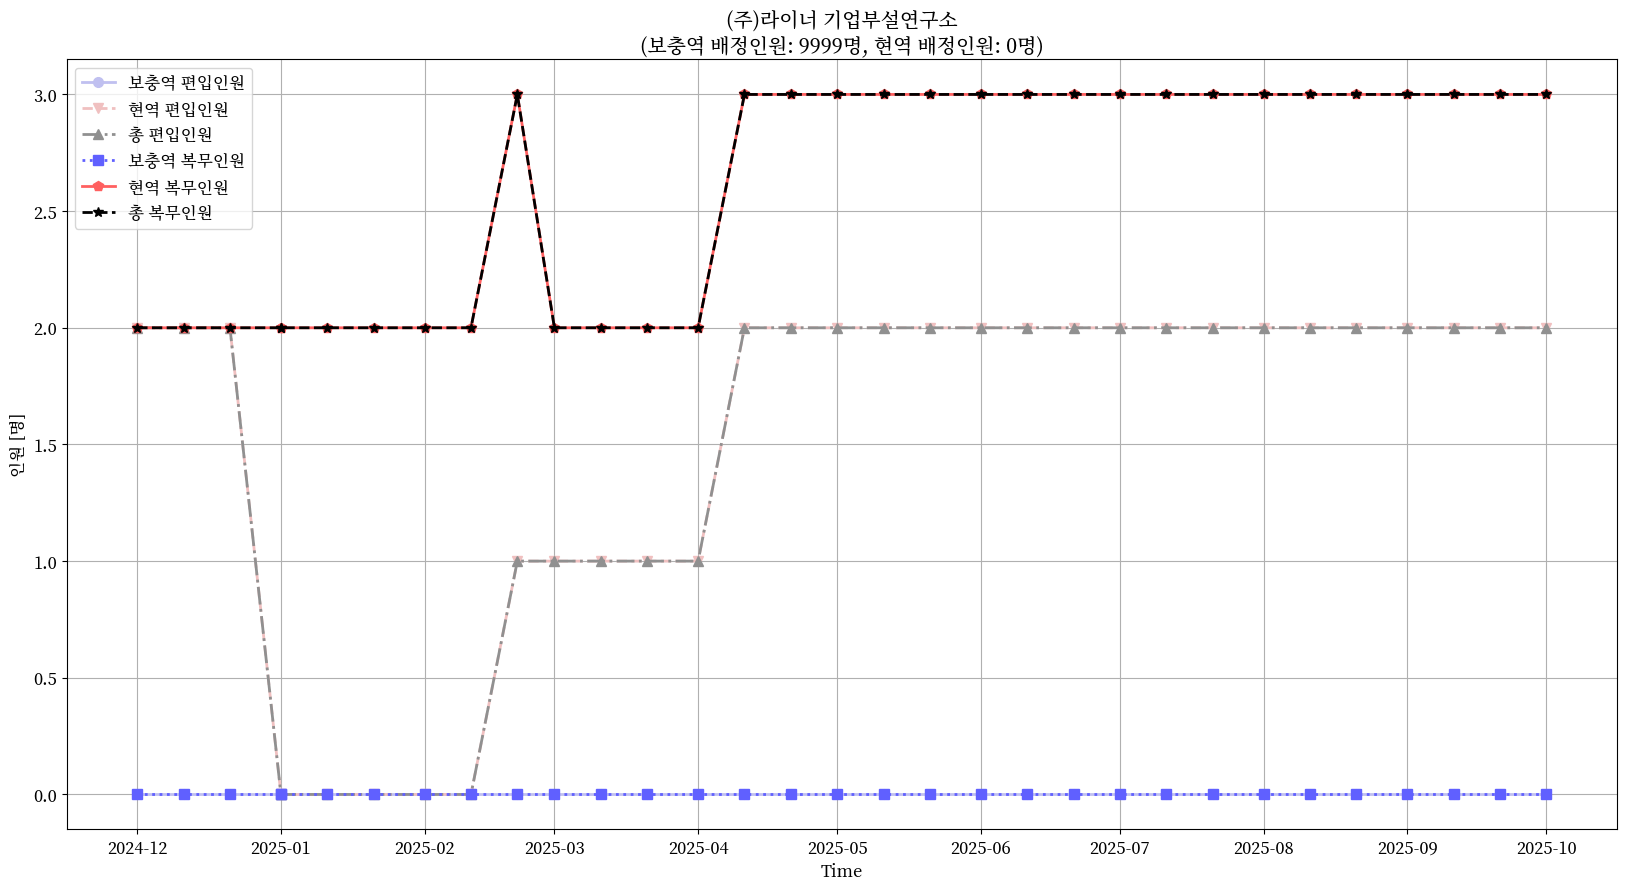 (주)라이너 기업부설연구소
(보충역 배정인원: 9999명, 현역 배정인원: 0명)
보충역 편입인원
현역 편입인원
총 편입인원
보충역 복무인원
현역 복무인원
총 복무인원
3.0
2.5
2.0
1.5
1.0
0.5
0.0
인원 [명]
2024-12 2025-01 2025-02 2025-03 2025-04 2025-05 2025-06 2025-07 2025-08 2025-09 2025-10
Time